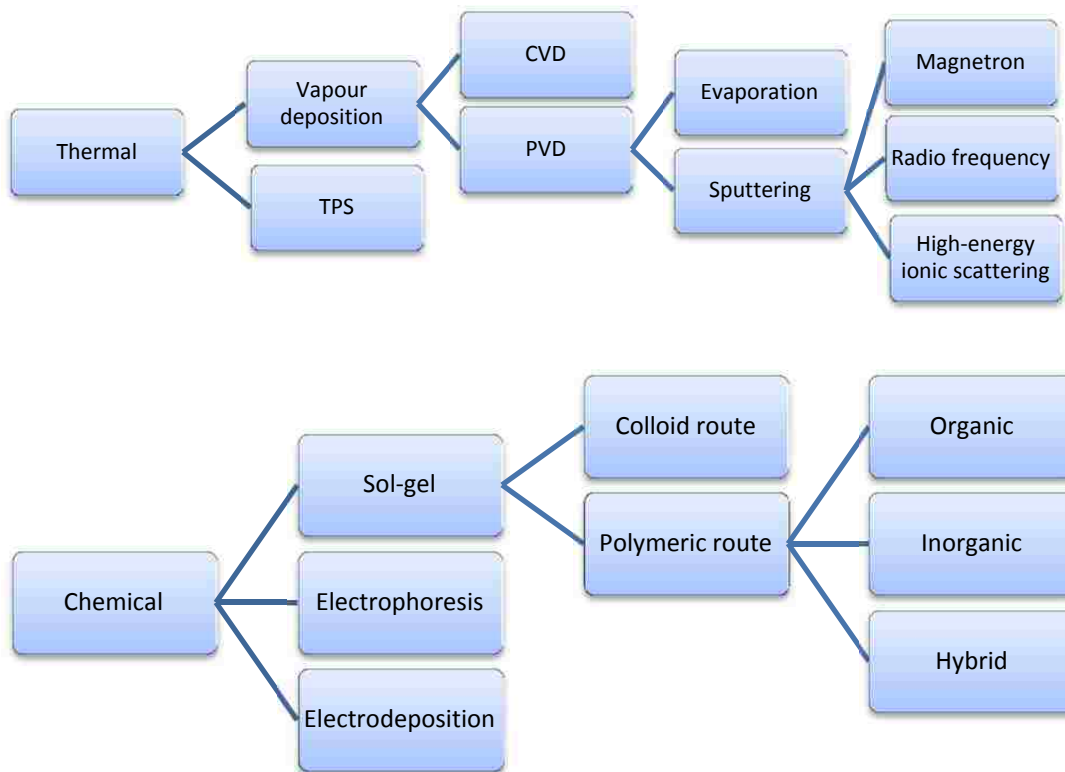 Thermal
Vapour
deposition
TPS
CVD
PVD
Evaporation
Sputtering
Magnetron
Radio frequency
High-energy
ionic scattering
Chemical
Sol-gel
Electrophoresis
Electrodeposition
Colloid route
Polymeric route
Organic
Inorganic
Hybrid